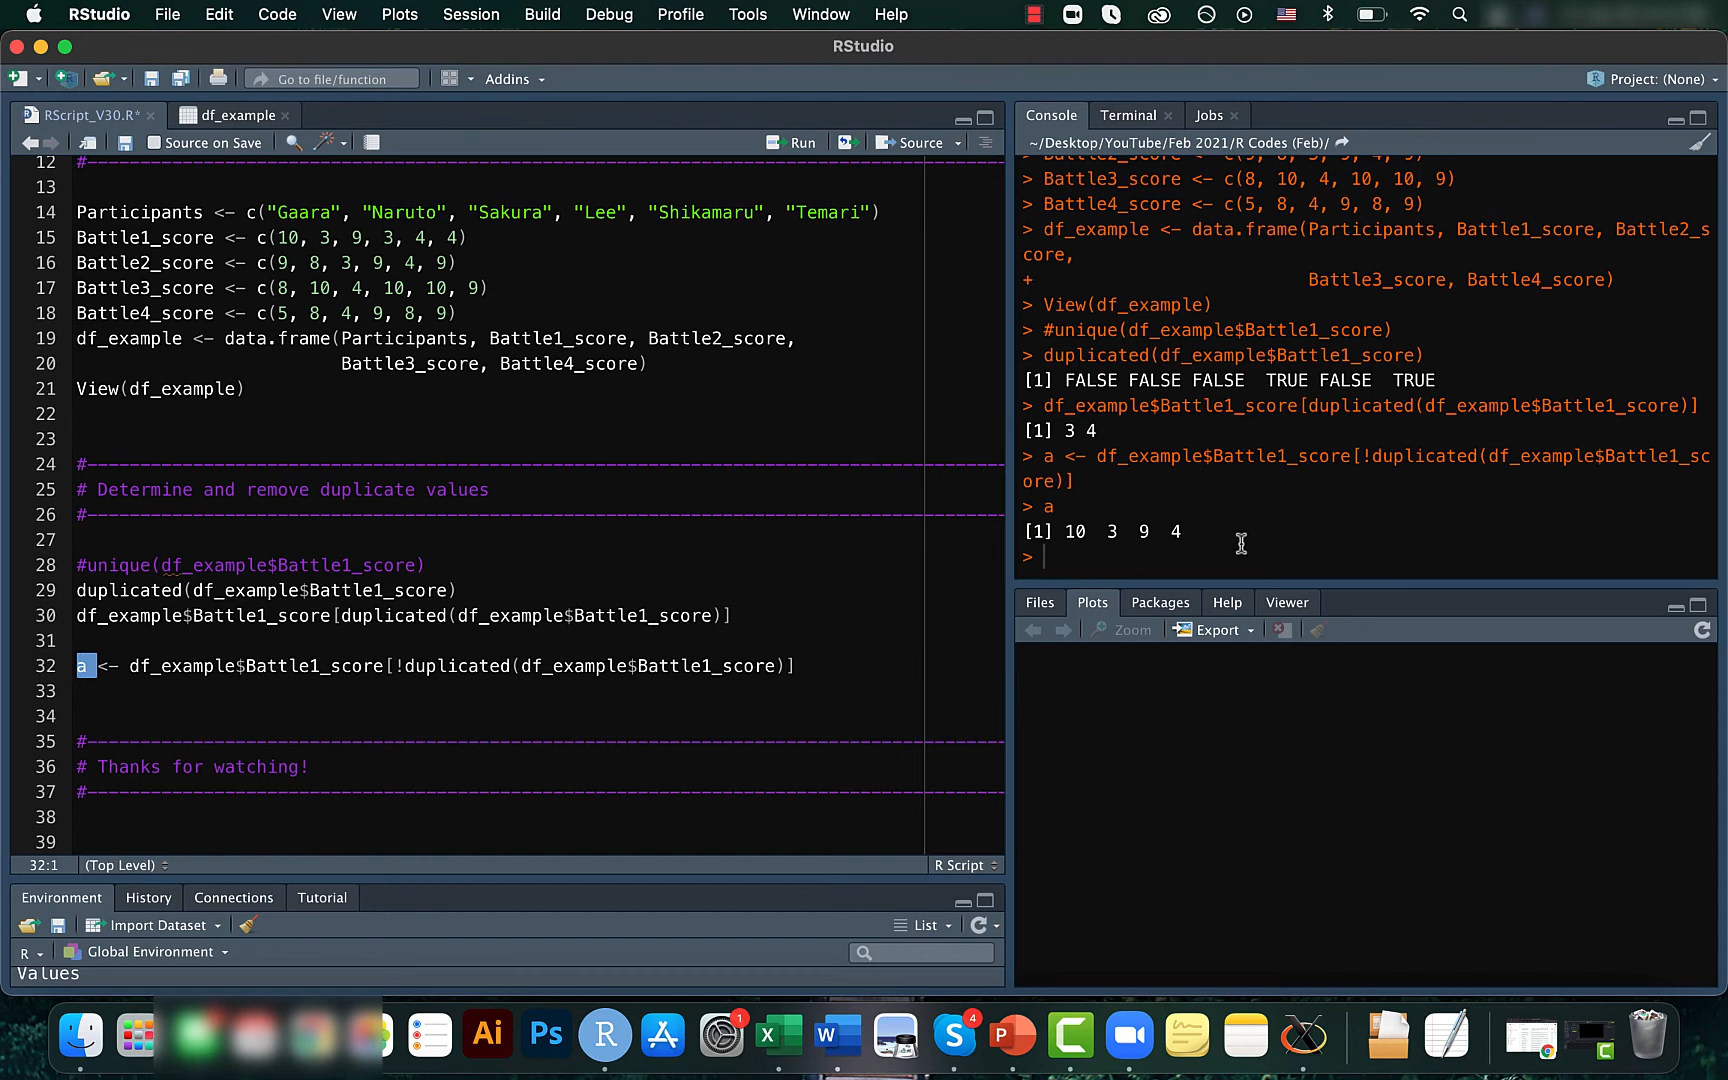 RStudio File Edit Code View Plots Session Build Debug Profile Tools Window Help
RStudio
Go to file/function Addins Project: (None)
RScript_V30.R* df_example
Source on Save Run Source
12 #----------------------------------------------------------------------------------------
13
14 Participants <- c("Gaara", "Naruto", "Sakura", "Lee", "Shikamaru", "Temari")
15 Battle1_score <- c(10, 3, 9, 3, 4, 4)
16 Battle2_score <- c(9, 8, 3, 9, 4, 9)
17 Battle3_score <- c(8, 10, 4, 10, 10, 9)
18 Battle4_score <- c(5, 8, 4, 9, 8, 9)
19 df_example <- data.frame(Participants, Battle1_score, Battle2_score,
20 Battle3_score, Battle4_score)
21 View(df_example)
22
23
24 #----------------------------------------------------------------------------------------
25 # Determine and remove duplicate values
26 #----------------------------------------------------------------------------------------
27
28 #unique(df_example$Battle1_score)
29 duplicated(df_example$Battle1_score)
30 df_example$Battle1_score[duplicated(df_example$Battle1_score)]
31
32 a <- df_example$Battle1_score[!duplicated(df_example$Battle1_score)]
33
34
35 #----------------------------------------------------------------------------------------
36 # Thanks for watching!
37 #----------------------------------------------------------------------------------------
38
39
32:1 (Top Level) R Script
Environment History Connections Tutorial
Import Dataset List
R Global Environment
Values
Console Terminal Jobs
~/Desktop/YouTube/Feb 2021/R Codes (Feb)/
> Battle2_score <- c(9, 8, 3, 9, 4, 9)
> Battle3_score <- c(8, 10, 4, 10, 10, 9)
> Battle4_score <- c(5, 8, 4, 9, 8, 9)
> df_example <- data.frame(Participants, Battle1_score, Battle2_s
core,
+ Battle3_score, Battle4_score)
> View(df_example)
> #unique(df_example$Battle1_score)
> duplicated(df_example$Battle1_score)
[1] FALSE FALSE FALSE TRUE FALSE TRUE
> df_example$Battle1_score[duplicated(df_example$Battle1_score)]
[1] 3 4
> a <- df_example$Battle1_score[!duplicated(df_example$Battle1_sc
ore)]
> a
[1] 10 3 9 4
>
Files Plots Packages Help Viewer
Zoom Export
Ai Ps R 1 X W S 4 P C